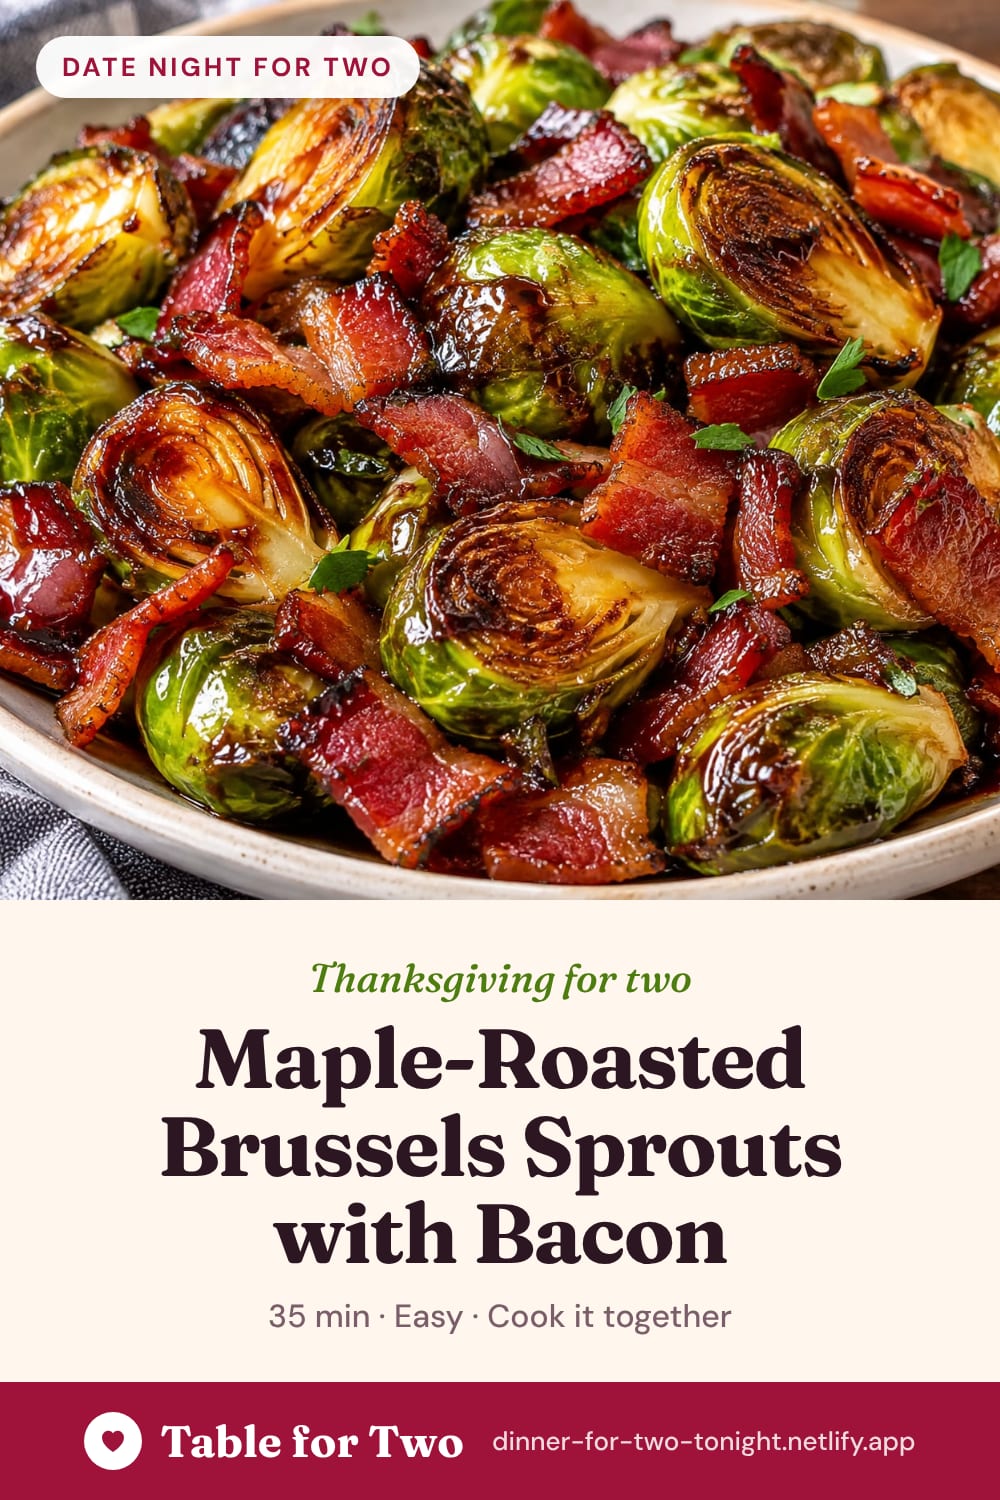 DATE NIGHT FOR TWO
Thanksgiving for two
Maple-Roasted
Brussels Sprouts
with Bacon
35 min · Easy · Cook it together
Table for Two
dinner-for-two-tonight.netlify.app